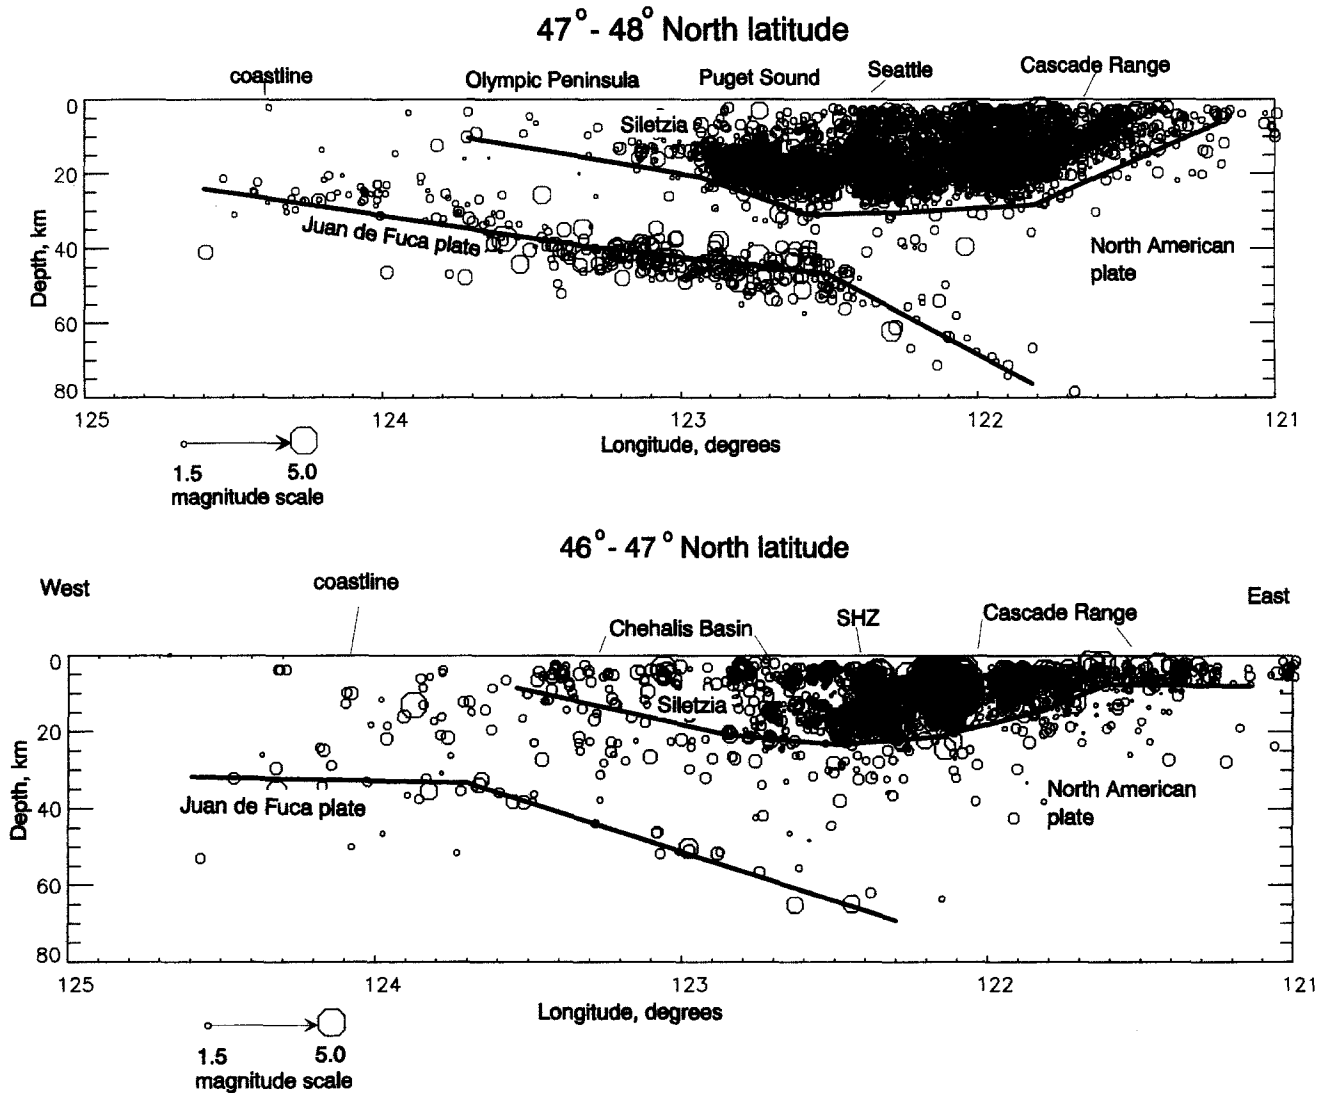 47° - 48° North latitude
coastline
Olympic Peninsula
Puget Sound
Seattle
Cascade Range
0
20
40
60
80
Depth, km
Siletzia
Juan de Fuca plate
North American
plate
125
124
123
122
121
Longitude, degrees
1.5
5.0
magnitude scale
46° - 47° North latitude
West
East
coastline
Chehalis Basin
SHZ
Cascade Range
0
20
40
60
80
Depth, km
Siletzia
Juan de Fuca plate
North American
plate
125
124
123
122
121
Longitude, degrees
1.5
5.0
magnitude scale